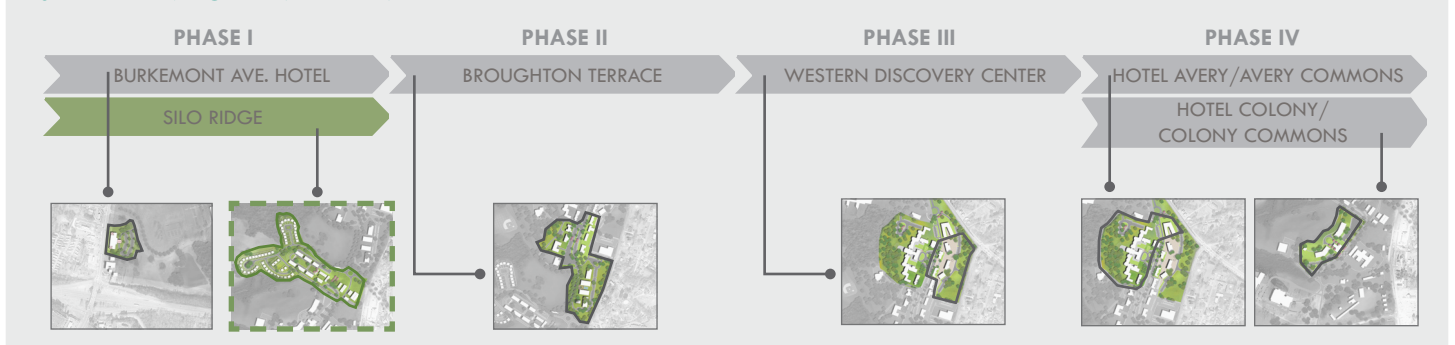 PHASE I
PHASE II
PHASE III
PHASE IV
BURKEMONT AVE. HOTEL
BROUGHTON TERRACE
WESTERN DISCOVERY CENTER
HOTEL AVERY/AVERY COMMONS
SILO RIDGE
HOTEL COLONY/
COLONY COMMONS